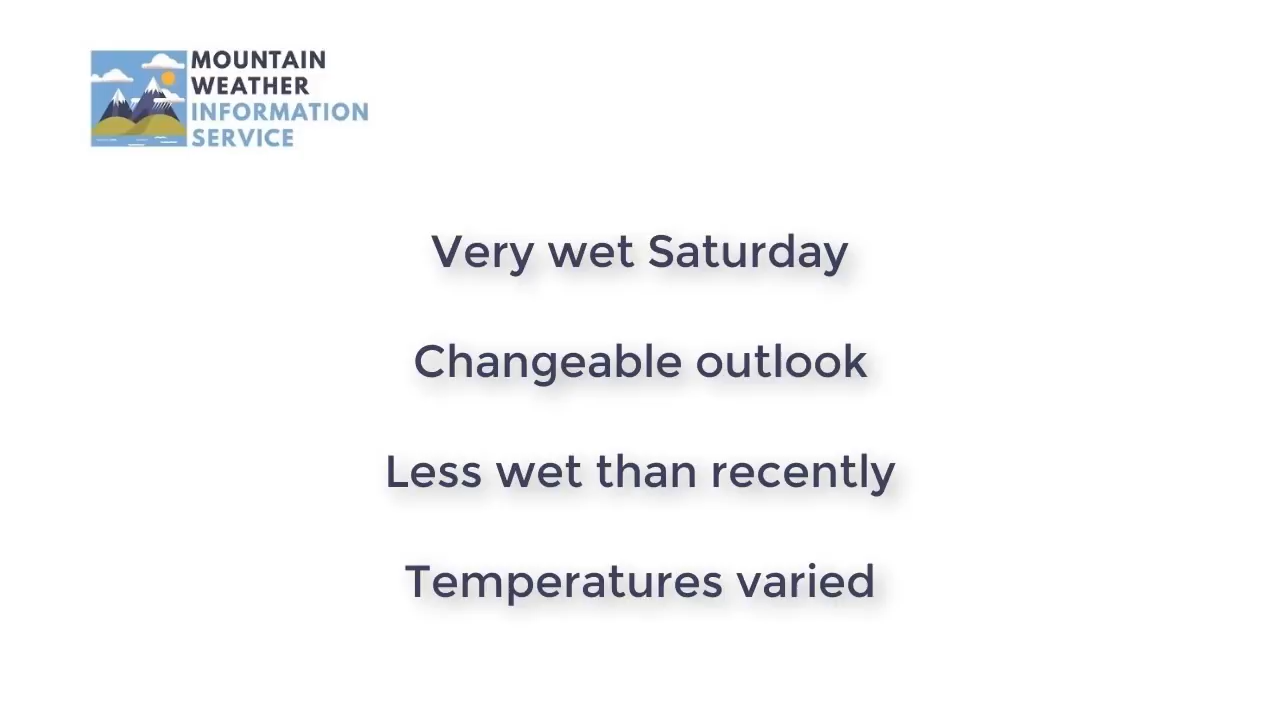 MOUNTAIN
WEATHER
INFORMATION
SERVICE
Very wet Saturday
Changeable outlook
Less wet than recently
Temperatures varied